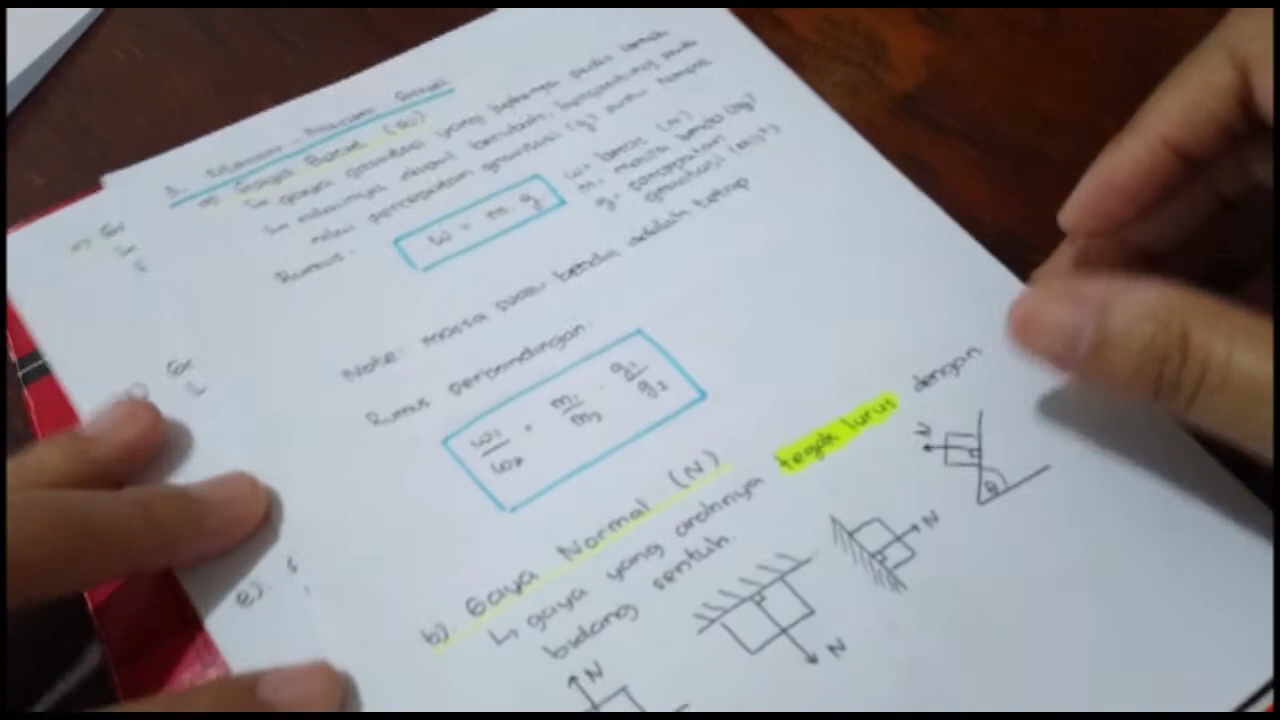 1. Macam - Macam Gaya
a) Gaya Berat (W)
↳ gaya gravitasi yang bekerja pada benda
↳ nilainya dapat berubah, bergantung pada
nilai percepatan gravitasi (g) suatu tempat
Rumus:
w = m . g
w = berat (N)
m = massa benda (kg)
g = percepatan
gravitasi (m/s²)
Note: massa suatu benda adalah tetap
Rumus perbandingan
w₁/w₂ = m₁/m₂ . g₁/g₂
b). Gaya Normal (N)
↳ gaya yang arahnya tegak lurus dengan
bidang sentuh.
N
N
N
θ
N
e).